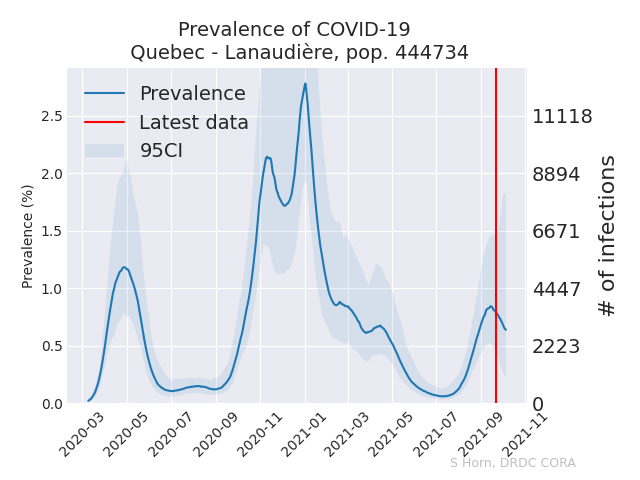 Prevalence of COVID-19
Quebec - Lanaudière, pop. 444734
Prevalence
Latest data
95CI
Prevalence (%)
2.5
2.0
1.5
1.0
0.5
0.0
11118
8894
6671
4447
2223
0
# of infections
2020-03
2020-05
2020-07
2020-09
2020-11
2021-01
2021-03
2021-05
2021-07
2021-09
2021-11
S Horn, DRDC CORA